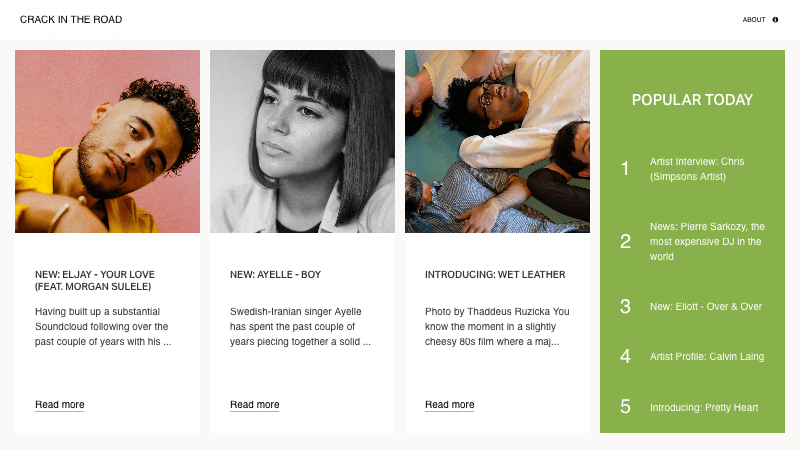 CRACK IN THE ROAD
ABOUT
NEW: ELJAY - YOUR LOVE
(FEAT. MORGAN SULELE)
Having built up a substantial
Soundcloud following over the
past couple of years with his ...
Read more
NEW: AYELLE - BOY
Swedish-Iranian singer Ayelle
has spent the past couple of
years piecing together a solid ...
Read more
INTRODUCING: WET LEATHER
Photo by Thaddeus Ruzicka You
know the moment in a slightly
cheesy 80s film where a maj...
Read more
POPULAR TODAY
1 Artist Interview: Chris
(Simpsons Artist)
2 News: Pierre Sarkozy, the
most expensive DJ in the
world
3 New: Eliott - Over & Over
4 Artist Profile: Calvin Laing
5 Introducing: Pretty Heart